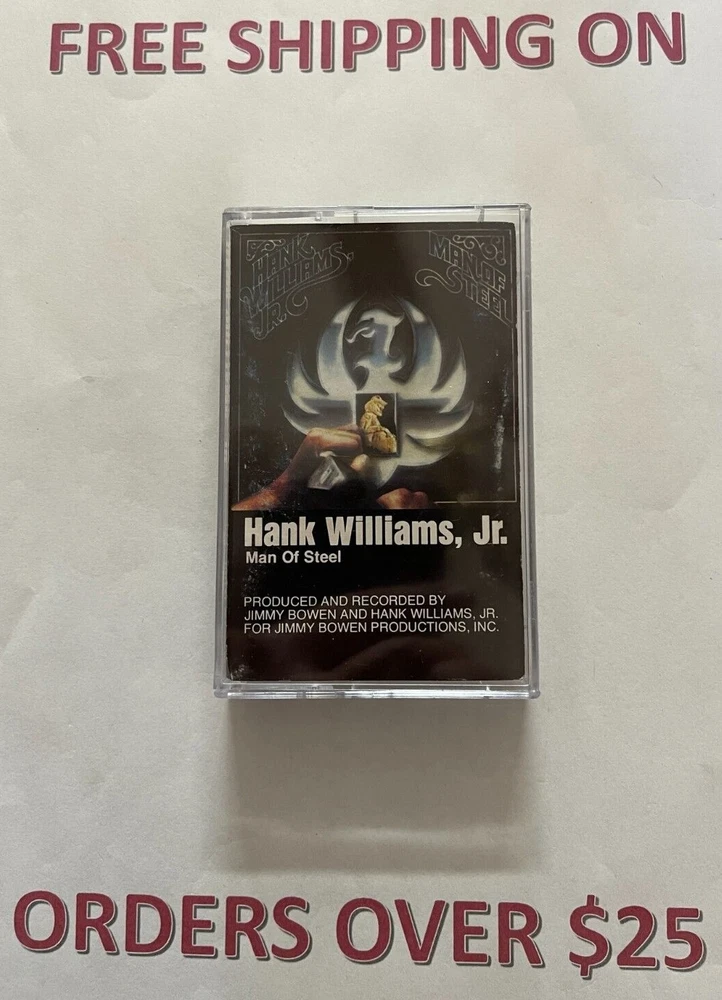 FREE SHIPPING ON
HANK
WILLIAMS,
JR.
MAN OF
STEEL
Hank Williams, Jr.
Man Of Steel
PRODUCED AND RECORDED BY
JIMMY BOWEN AND HANK WILLIAMS, JR.
FOR JIMMY BOWEN PRODUCTIONS, INC.
ORDERS OVER $25